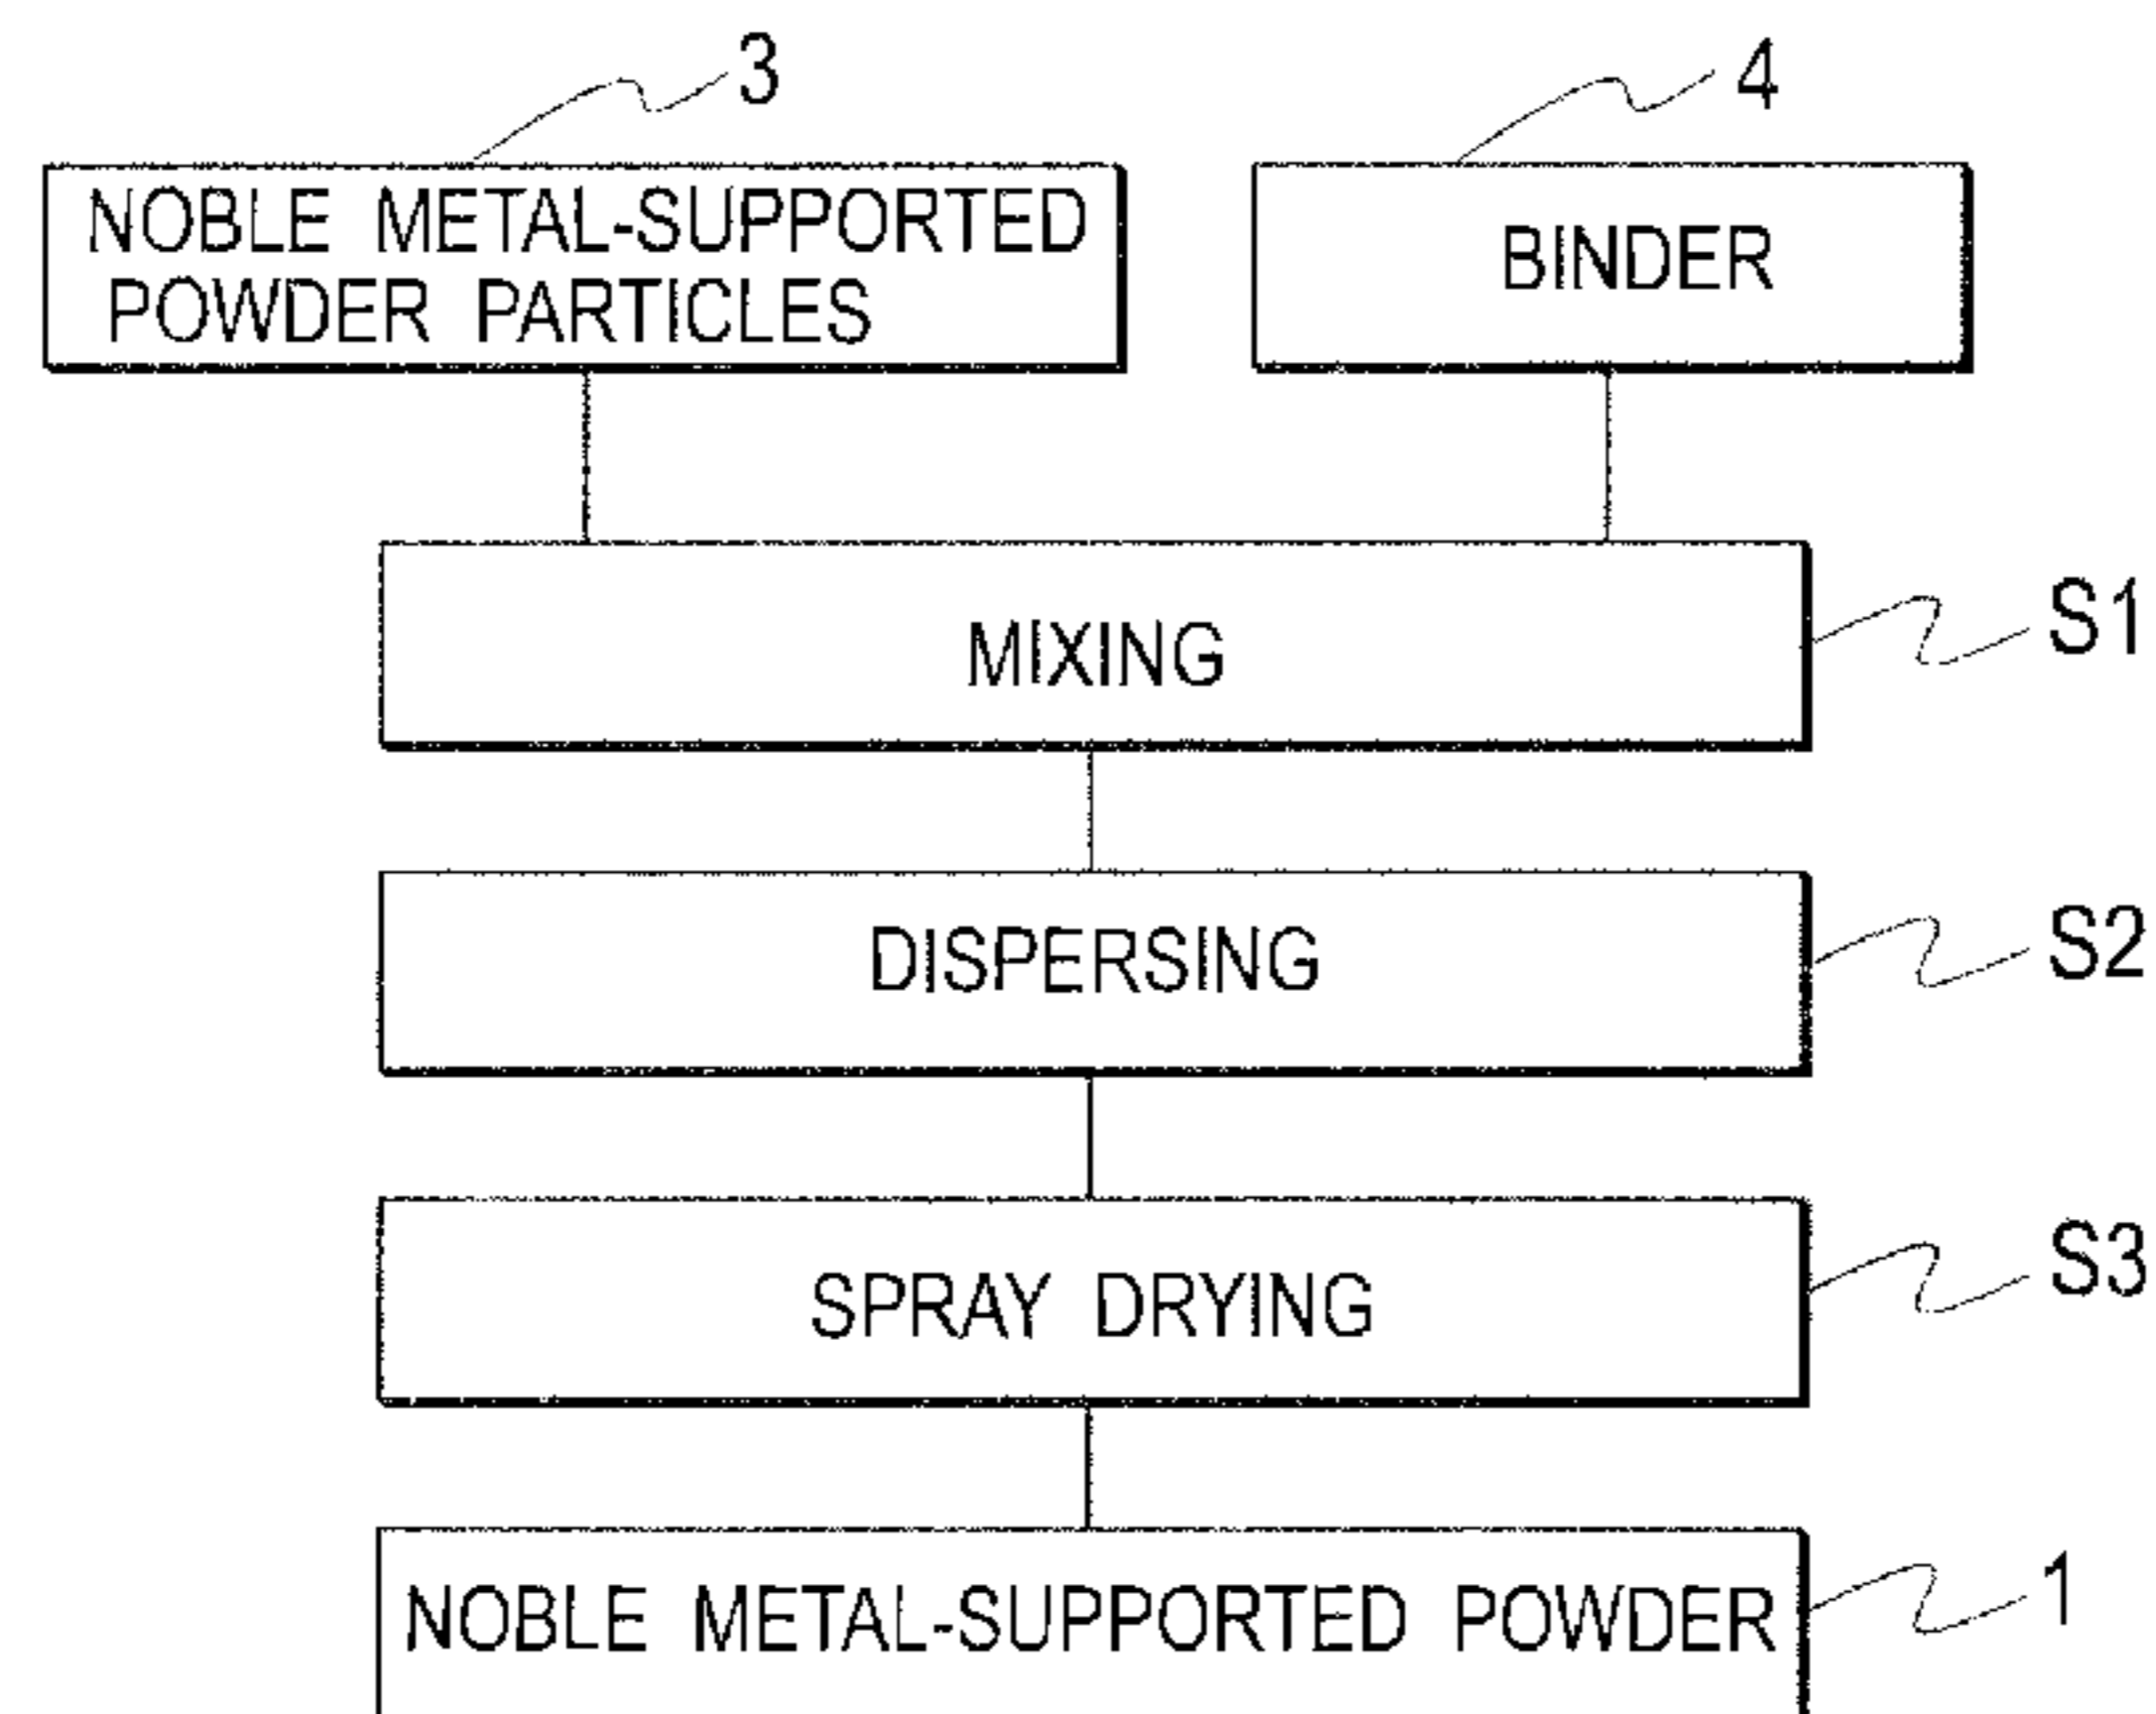 3
4
NOBLE METAL-SUPPORTED
POWDER PARTICLES
BINDER
MIXING
S1
DISPERSING
S2
SPRAY DRYING
S3
NOBLE METAL-SUPPORTED POWDER
1